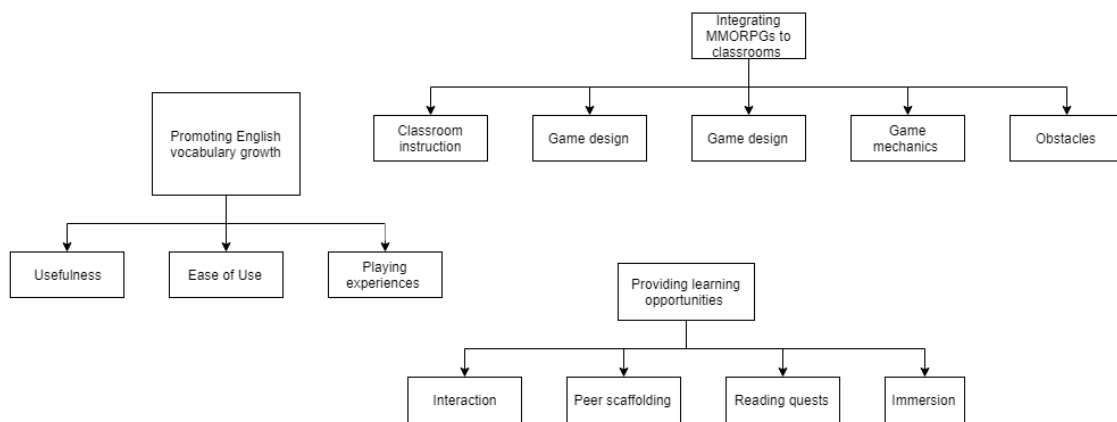 Integrating
MMORPGs to
classrooms
Classroom
instruction
Game design
Game design
Game
mechanics
Obstacles
Promoting English
vocabulary growth
Usefulness
Ease of Use
Playing
experiences
Providing learning
opportunities
Interaction
Peer scaffolding
Reading quests
Immersion